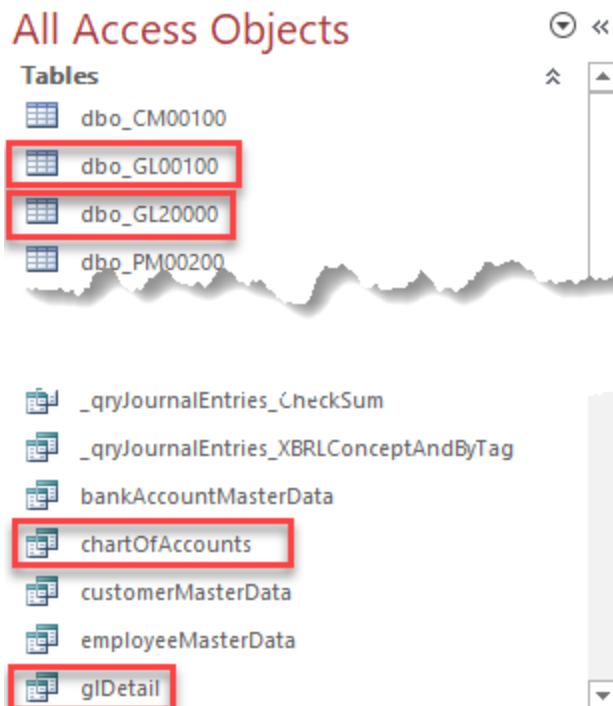 All Access Objects
Tables
dbo_CM00100
dbo_GL00100
dbo_GL20000
dbo_PM00200
_qryJournalEntries_CheckSum
_qryJournalEntries_XBRLConceptAndByTag
bankAccountMasterData
chartOfAccounts
customerMasterData
employeeMasterData
glDetail